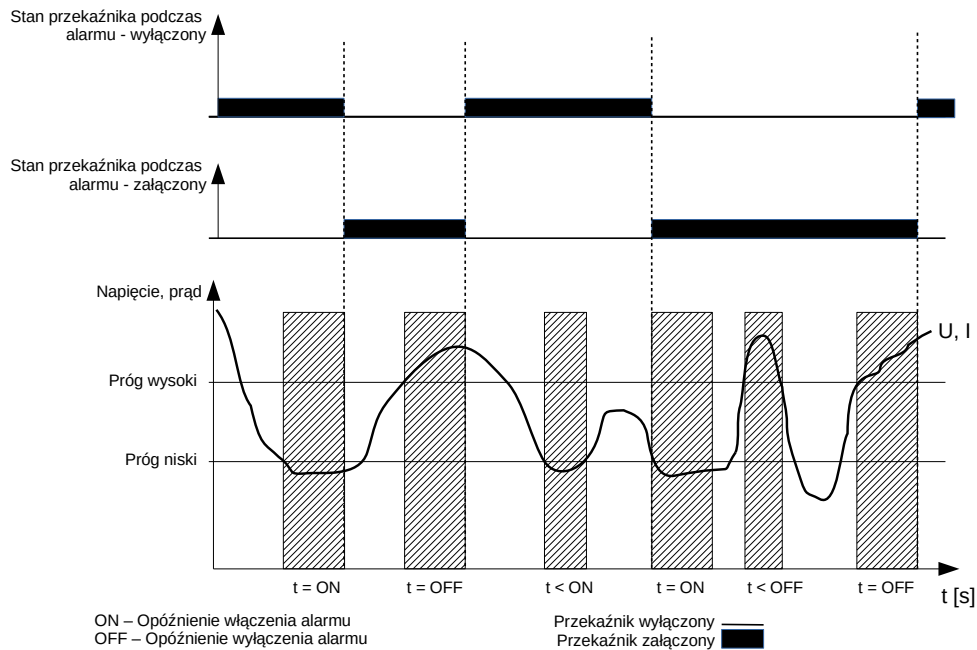 Stan przekaźnika podczas
alarmu - wyłączony
Stan przekaźnika podczas
alarmu - załączony
Napięcie, prąd
U, I
Próg wysoki
Próg niski
t = ON
t = OFF
t < ON
t = ON
t < OFF
t = OFF
t [s]
ON – Opóźnienie włączenia alarmu
OFF – Opóźnienie wyłączenia alarmu
Przekaźnik wyłączony
Przekaźnik załączony